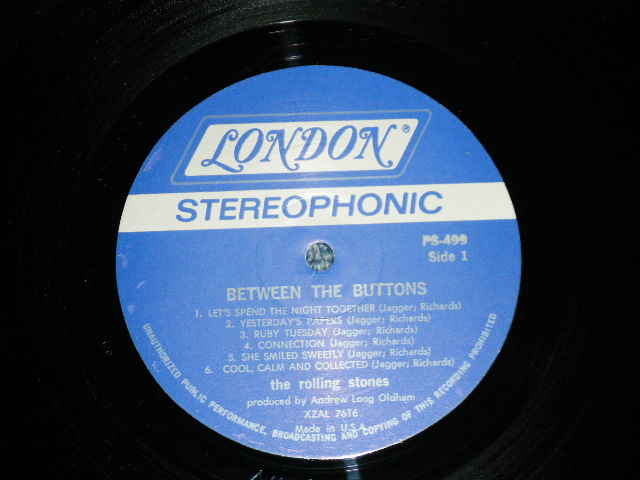 LONDON®
STEREOPHONIC
PS-499
Side 1
BETWEEN THE BUTTONS
1. LET'S SPEND THE NIGHT TOGETHER (Jagger; Richards)
2. YESTERDAY'S PAPERS (Jagger; Richards)
3. RUBY TUESDAY (Jagger; Richards)
4. CONNECTION (Jagger; Richards)
5. SHE SMILED SWEETLY (Jagger; Richards)
6. COOL, CALM AND COLLECTED (Jagger; Richards)
the rolling stones
produced by Andrew Loog Oldham
XZAL 7616
Made in U.S.A.
UNAUTHORIZED PUBLIC PERFORMANCE, BROADCASTING AND COPYING OF THIS RECORDING PROHIBITED